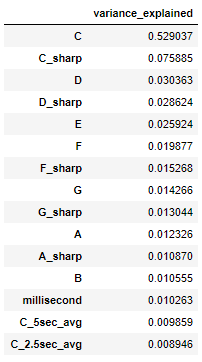 variance_explained
C 0.529037
C_sharp 0.075885
D 0.030363
D_sharp 0.028624
E 0.025924
F 0.019877
F_sharp 0.015268
G 0.014266
G_sharp 0.013044
A 0.012326
A_sharp 0.010870
B 0.010555
millisecond 0.010263
C_5sec_avg 0.009859
C_2.5sec_avg 0.008946